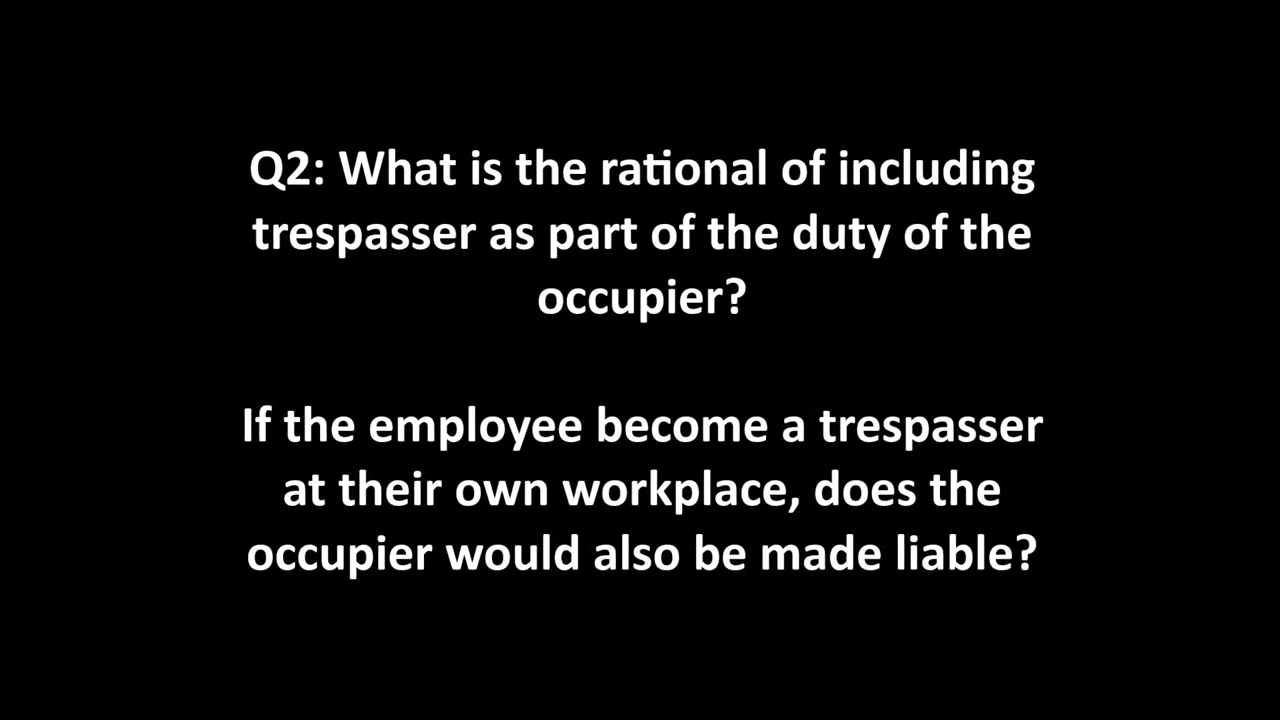 Q2: What is the rational of including
trespasser as part of the duty of the
occupier?
If the employee become a trespasser
at their own workplace, does the
occupier would also be made liable?